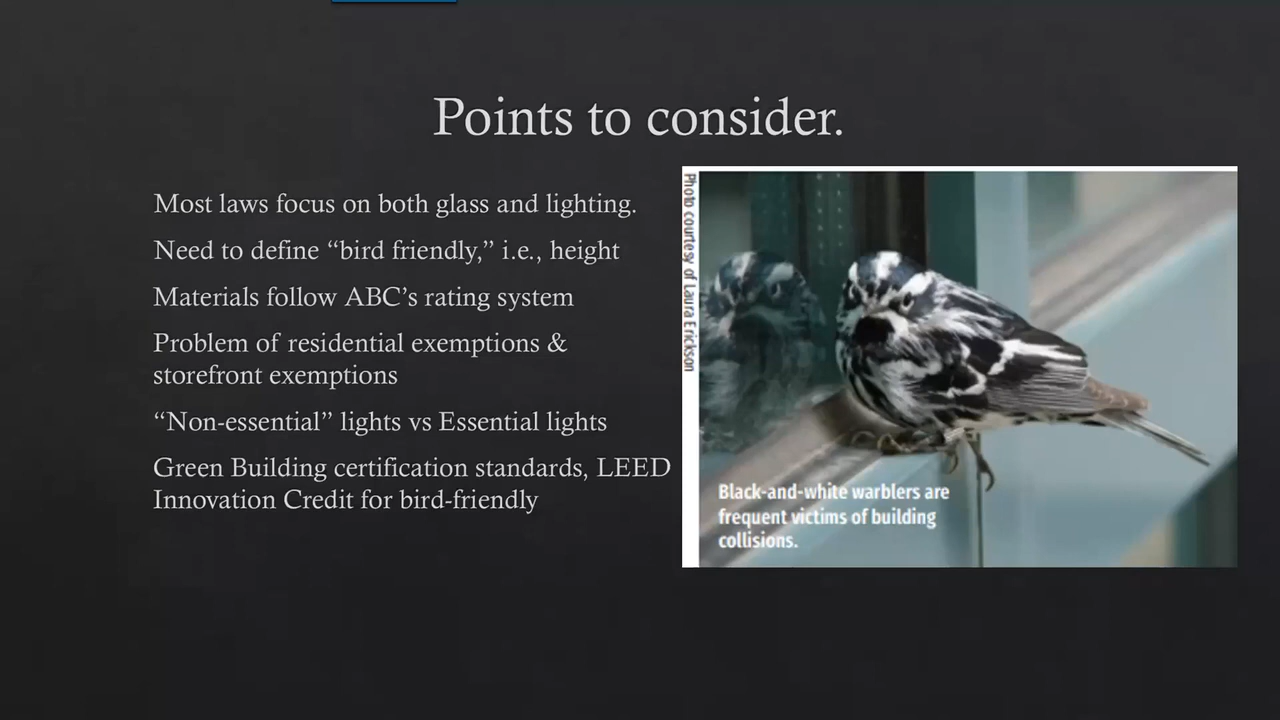 Points to consider.
Most laws focus on both glass and lighting.
Need to define “bird friendly,” i.e., height
Materials follow ABC’s rating system
Problem of residential exemptions &
storefront exemptions
“Non-essential” lights vs Essential lights
Green Building certification standards, LEED
Innovation Credit for bird-friendly
Photo courtesy of Laura Erickson
Black-and-white warblers are
frequent victims of building
collisions.